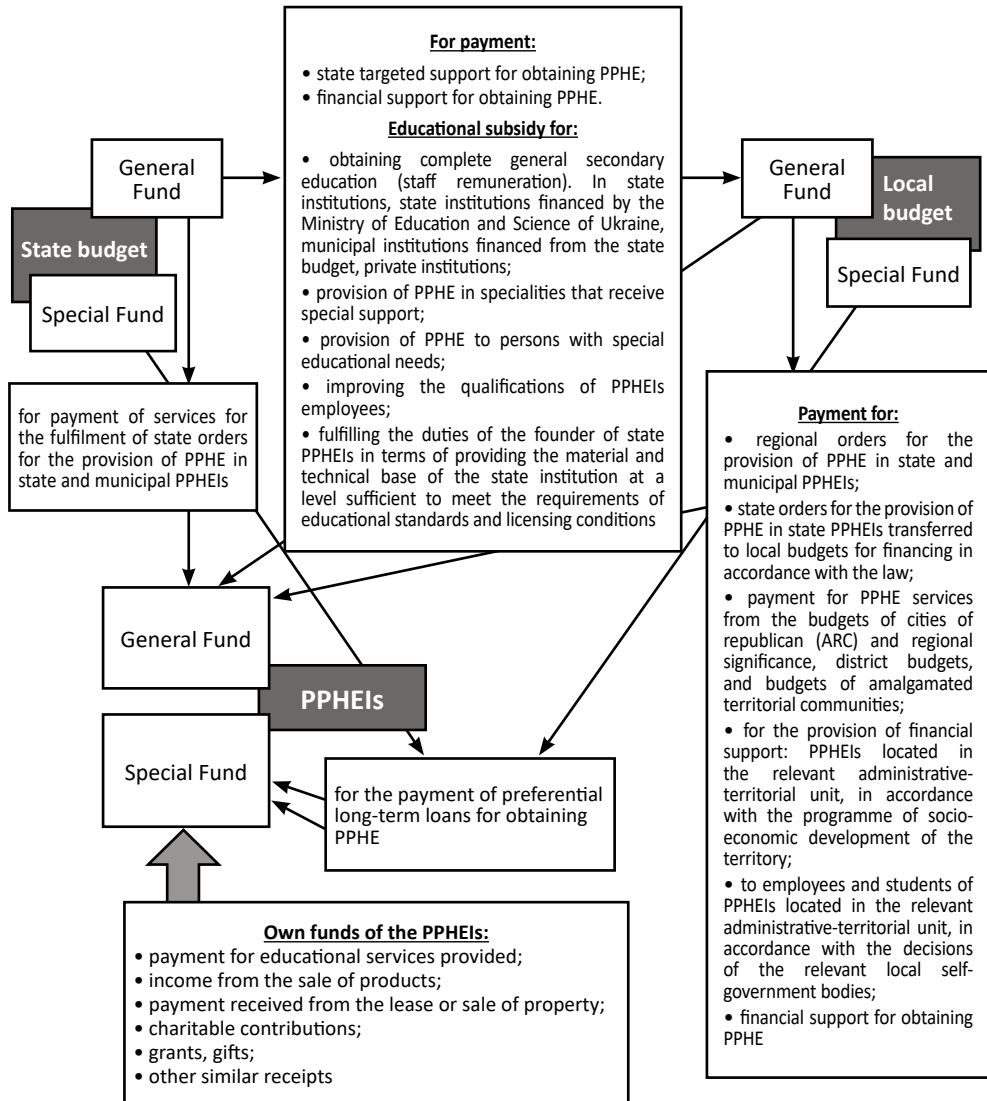 For payment:
• state targeted support for obtaining PPHE;
• financial support for obtaining PPHE.
Educational subsidy for:
• obtaining complete general secondary
education (staff remuneration). In state
institutions, state institutions financed by the
Ministry of Education and Science of Ukraine,
municipal institutions financed from the state
budget, private institutions;
• provision of PPHE in specialities that receive
special support;
• provision of PPHE to persons with special
educational needs;
• improving the qualifications of PPHEIs
employees;
• fulfilling the duties of the founder of state
PPHEIs in terms of providing the material and
technical base of the state institution at a
level sufficient to meet the requirements of
educational standards and licensing conditions
General
Fund
State budget
Special Fund
General
Fund
Local
budget
Special Fund
for payment of services for
the fulfilment of state orders
for the provision of PPHE in
state and municipal PPHEIs
Payment for:
• regional orders for the
provision of PPHE in state and
municipal PPHEIs;
• state orders for the provision of
PPHE in state PPHEIs transferred
to local budgets for financing in
accordance with the law;
• payment for PPHE services
from the budgets of cities of
republican (ARC) and regional
significance, district budgets,
and budgets of amalgamated
territorial communities;
• for the provision of financial
support: PPHEIs located in
the relevant administrative-
territorial unit, in accordance
with the programme of socio-
economic development of the
territory;
• to employees and students of
PPHEIs located in the relevant
administrative-territorial unit, in
accordance with the decisions
of the relevant local self-
government bodies;
• financial support for obtaining
PPHE
General Fund
PPHEIs
Special Fund
for the payment of preferential
long-term loans for obtaining
PPHE
Own funds of the PPHEIs:
• payment for educational services provided;
• income from the sale of products;
• payment received from the lease or sale of property;
• charitable contributions;
• grants, gifts;
• other similar receipts